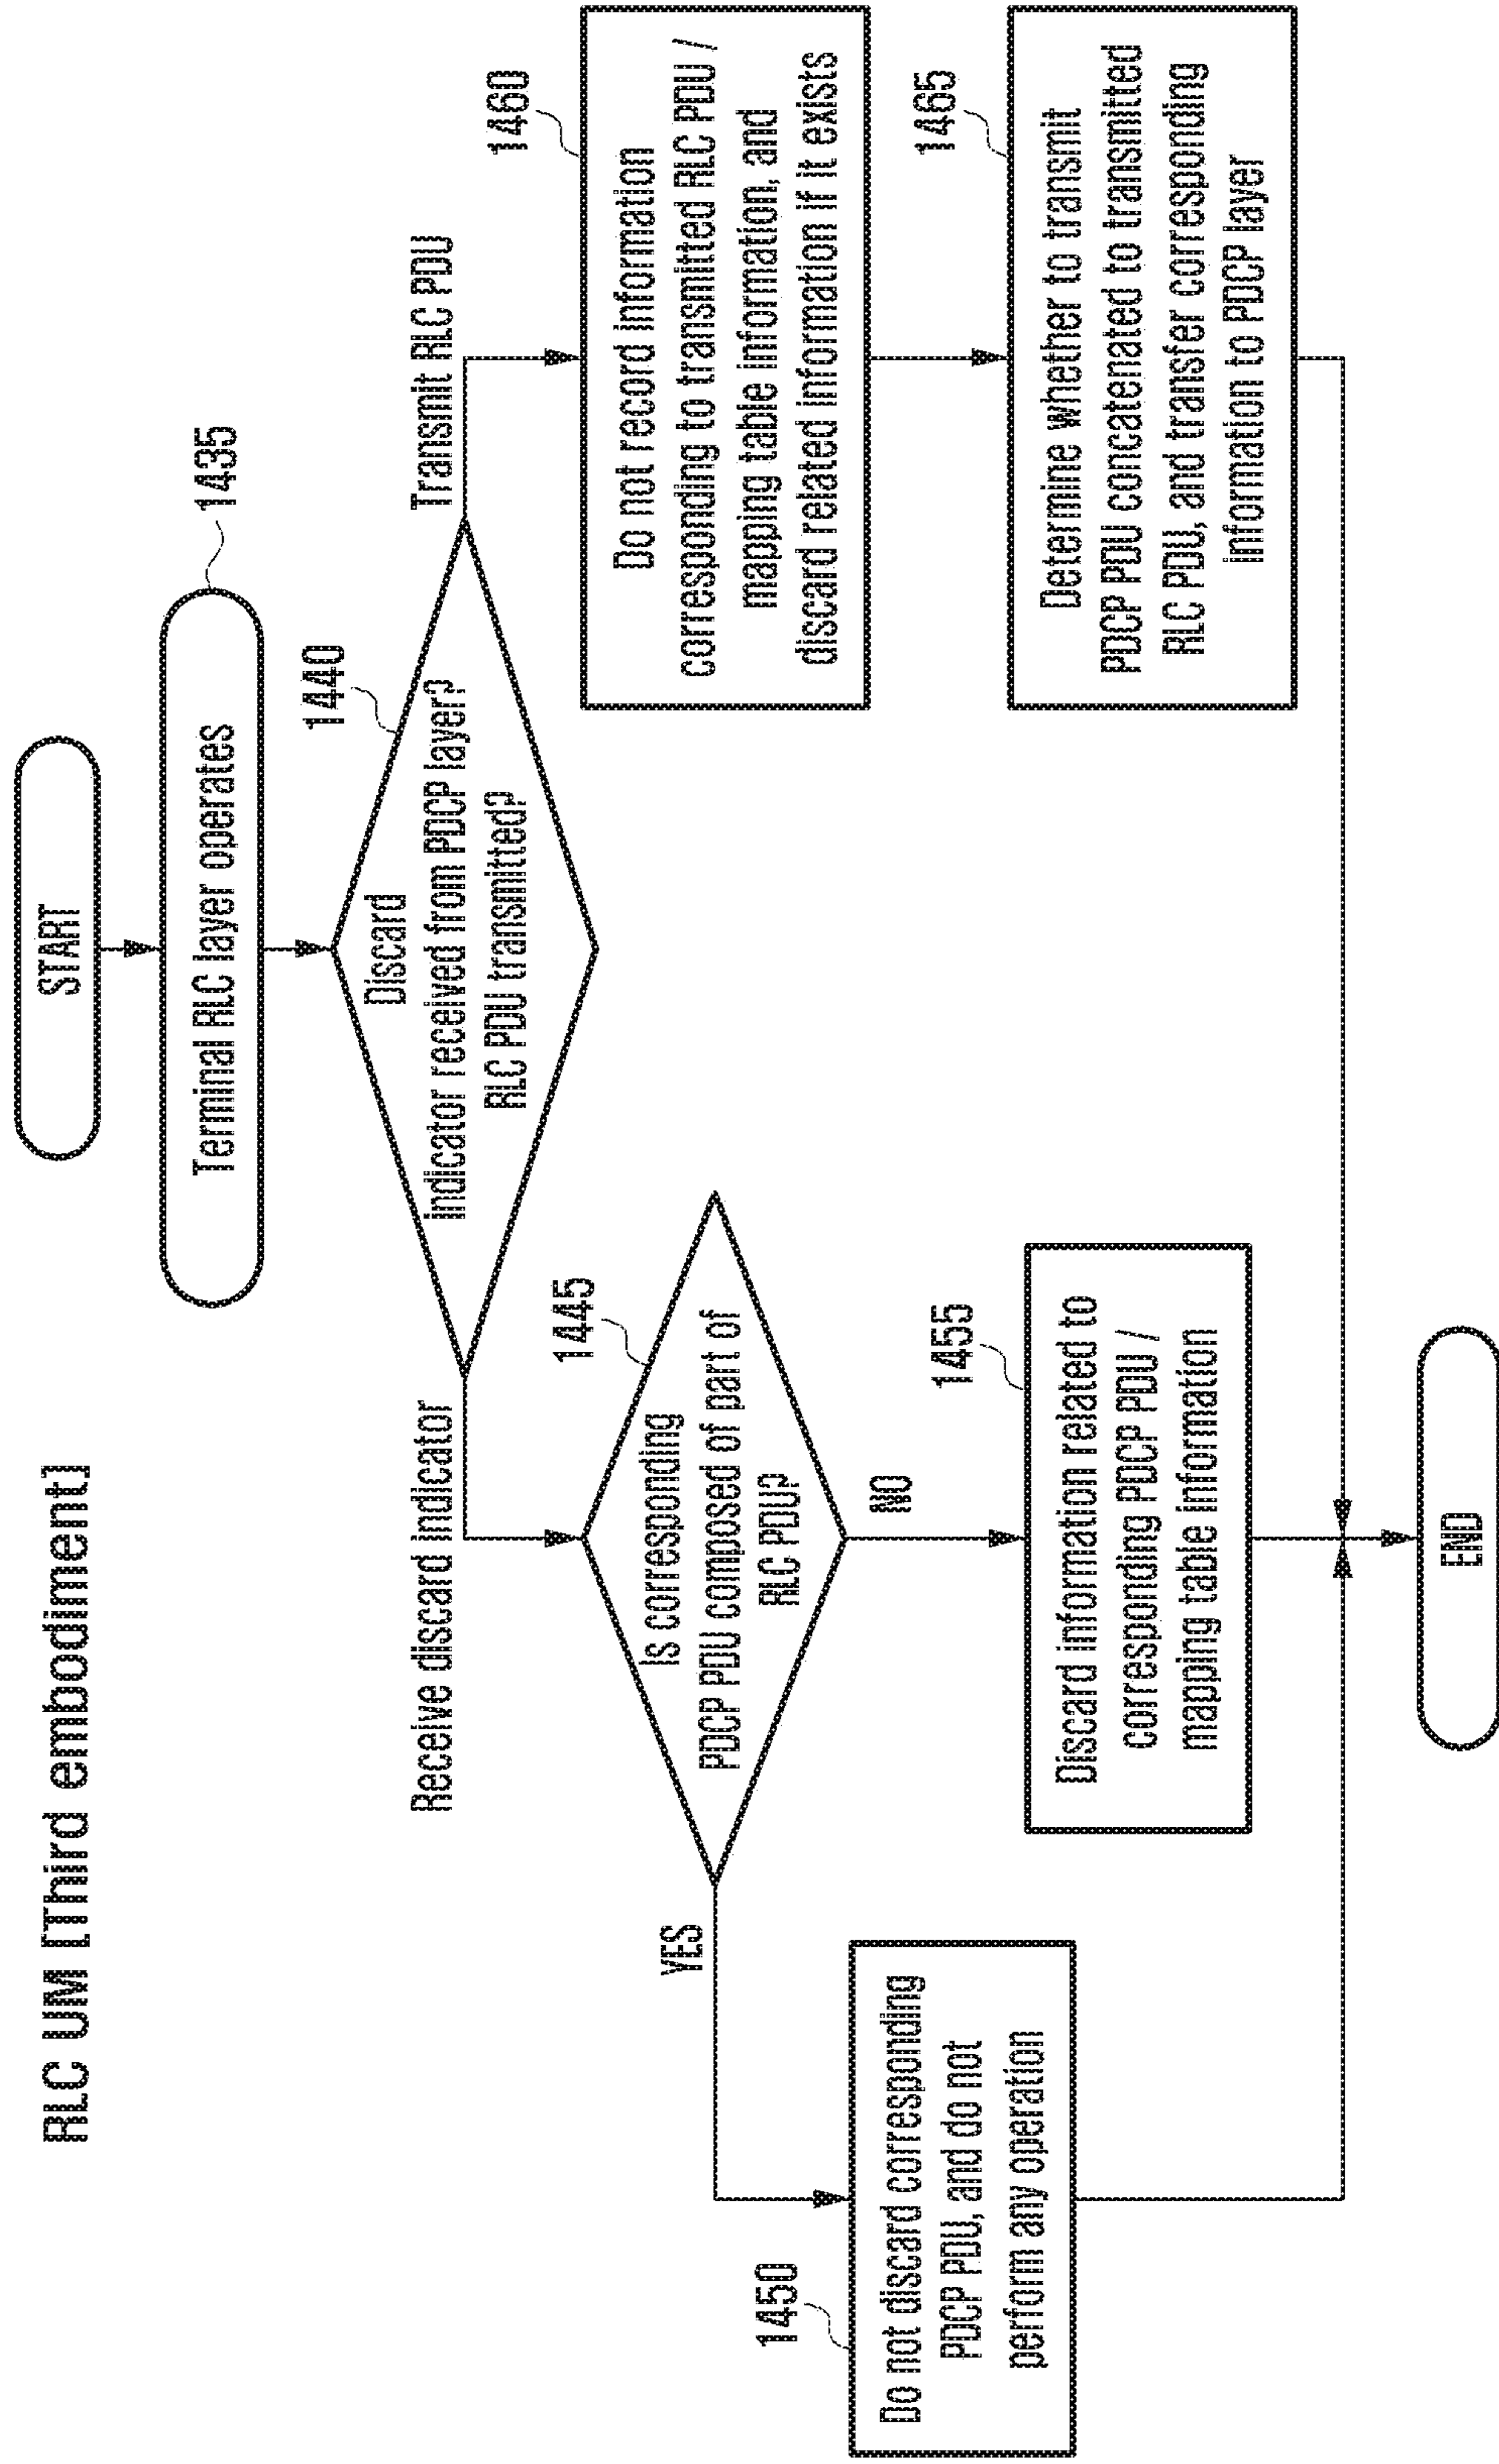 RLC UM [Third embodiment]
START
Terminal RLC layer operates
1435
1440
Discard
indicator received from PDCP layer?
RLC PDU transmitted?
Receive discard indicator
Transmit RLC PDU
1445
Is corresponding
PDCP PDU composed of part of
RLC PDU?
YES
NO
1450
Do not discard corresponding
PDCP PDU, and do not
perform any operation
1455
Discard information related to
corresponding PDCP PDU /
mapping table information
1460
Do not record information
corresponding to transmitted RLC PDU /
mapping table information, and
discard related information if it exists
1465
Determine whether to transmit
PDCP PDU concatenated to transmitted
RLC PDU, and transfer corresponding
information to PDCP layer
END